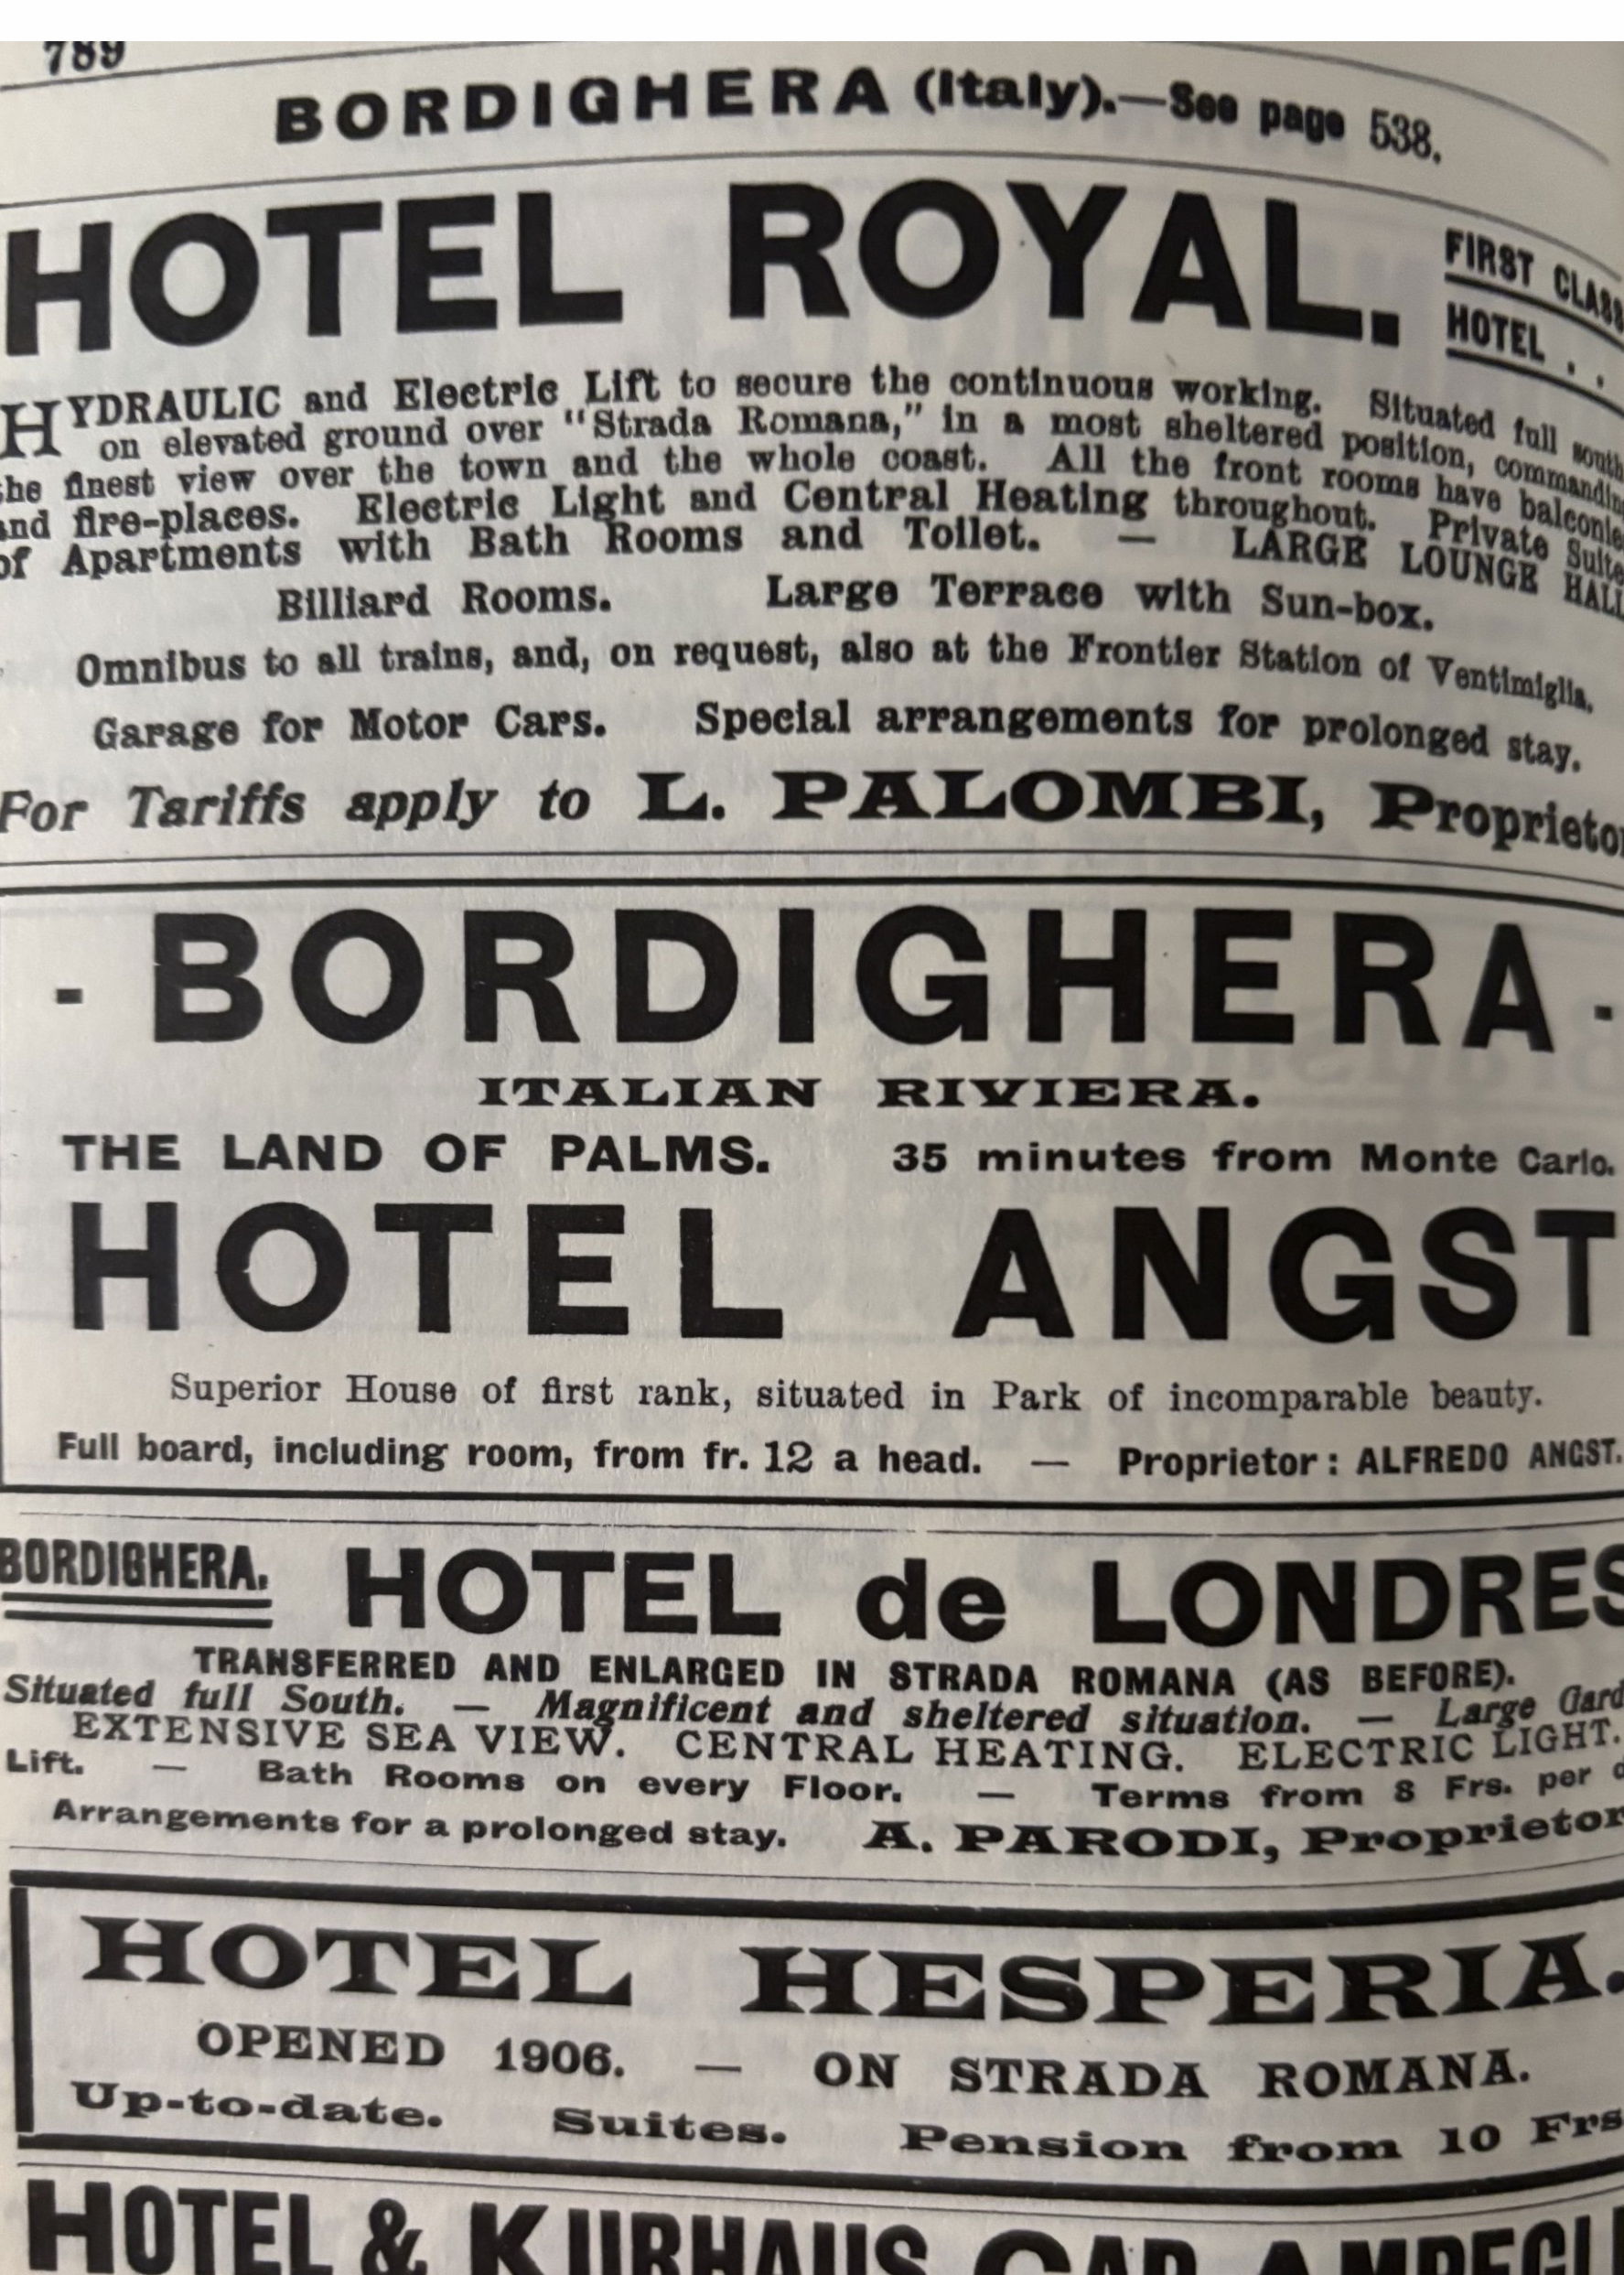 789
BORDIGHERA (Italy).—See page 538.
HOTEL ROYAL. FIRST CLASS
HOTEL . .
HYDRAULIC and Electric Lift to secure the continuous working. Situated full south
on elevated ground over "Strada Romana," in a most sheltered position, commanding
the finest view over the town and the whole coast. All the front rooms have balconies
and fire-places. Electric Light and Central Heating throughout. Private Suites
of Apartments with Bath Rooms and Toilet. — LARGE LOUNGE HALL
Billiard Rooms. Large Terrace with Sun-box.
Omnibus to all trains, and, on request, also at the Frontier Station of Ventimiglia.
Garage for Motor Cars. Special arrangements for prolonged stay.
For Tariffs apply to L. PALOMBI, Proprietor
- BORDIGHERA -
ITALIAN RIVIERA.
THE LAND OF PALMS. 35 minutes from Monte Carlo.
HOTEL ANGST
Superior House of first rank, situated in Park of incomparable beauty.
Full board, including room, from fr. 12 a head. — Proprietor: ALFREDO ANGST.
BORDIGHERA. HOTEL de LONDRES
TRANSFERRED AND ENLARGED IN STRADA ROMANA (AS BEFORE).
Situated full South. — Magnificent and sheltered situation. — Large Gard
EXTENSIVE SEA VIEW. CENTRAL HEATING. ELECTRIC LIGHT.
Lift. — Bath Rooms on every Floor. — Terms from 8 Frs. per
Arrangements for a prolonged stay. A. PARODI, Proprietor
HOTEL HESPERIA.
OPENED 1906. — ON STRADA ROMANA.
Up-to-date. Suites. Pension from 10 Frs
HOTEL & KURHAUS CAP AMPEGLI